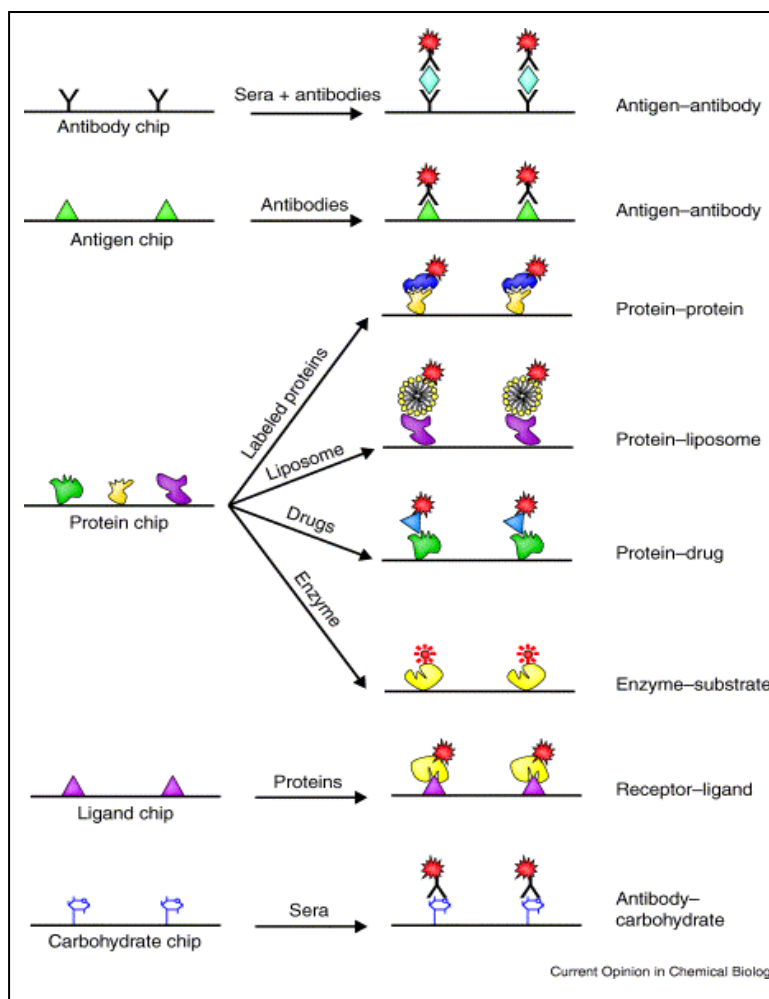 Sera + antibodies
Antibody chip
Antigen–antibody
Antibodies
Antigen chip
Antigen–antibody
Protein–protein
Labeled proteins
Liposome
Protein–liposome
Protein chip
Drugs
Protein–drug
Enzyme
Enzyme–substrate
Proteins
Ligand chip
Receptor–ligand
Sera
Carbohydrate chip
Antibody–
carbohydrate
Current Opinion in Chemical Biolog